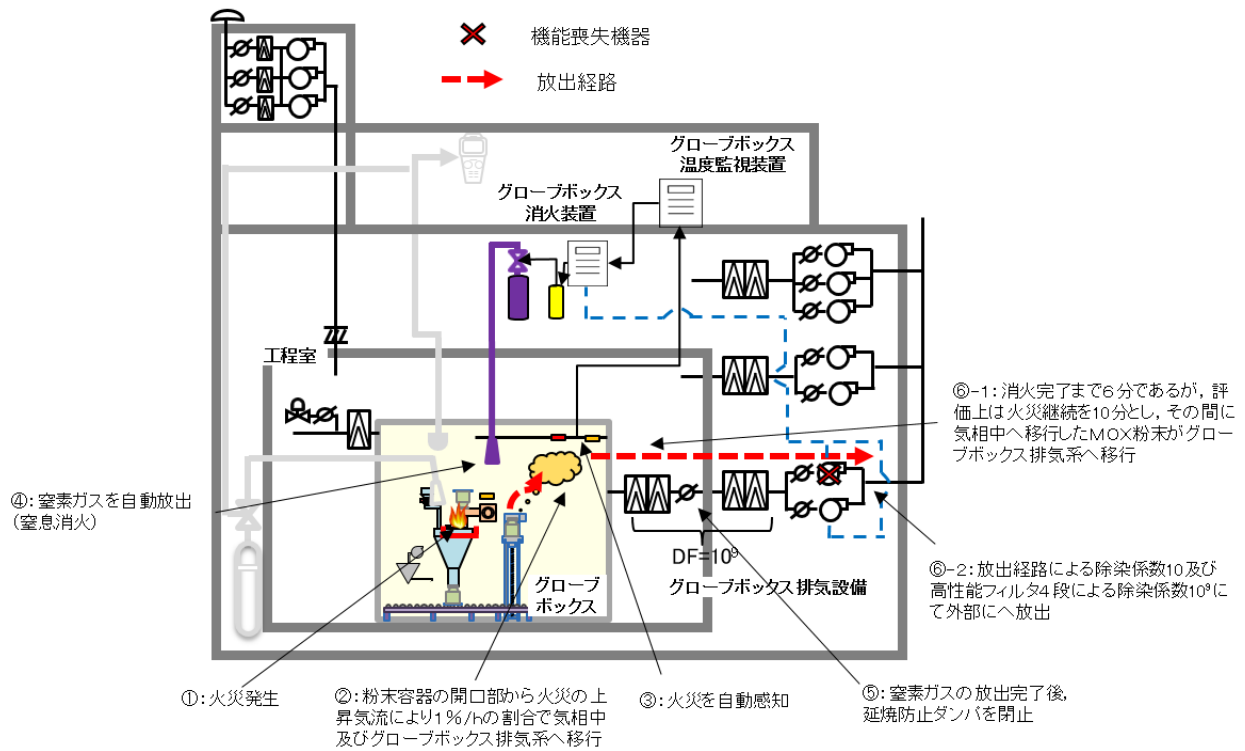 機能喪失機器
放出経路
グローブボックス
温度監視装置
グローブボックス
消火装置
工程室
⑥-1:消火完了まで6分であるが，評
価上は火災継続を10分とし，その間に
気相中へ移行したMOX粉末がグロー
ブボックス排気系へ移行
④:窒素ガスを自動放出
(窒息消火)
DF=10⁹
グローブ
ボックス
グローブボックス排気設備
⑥-2:放出経路による除染係数10及び
高性能フィルタ4段による除染係数10⁹に
て外部にへ放出
①:火災発生
②:粉末容器の開口部から火災の上
昇気流により1%/hの割合で気相中
及びグローブボックス排気系へ移行
③:火災を自動感知
⑤:窒素ガスの放出完了後，
延焼防止ダンパを閉止